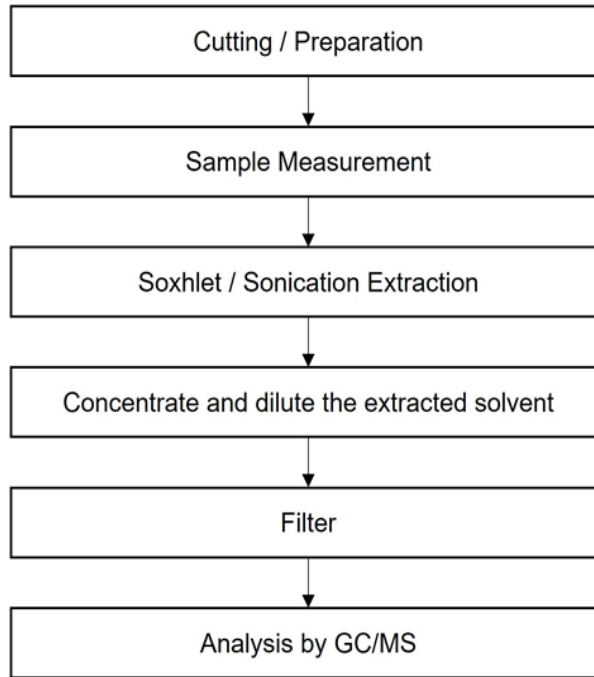 Cutting / Preparation
Sample Measurement
Soxhlet / Sonication Extraction
Concentrate and dilute the extracted solvent
Filter
Analysis by GC/MS